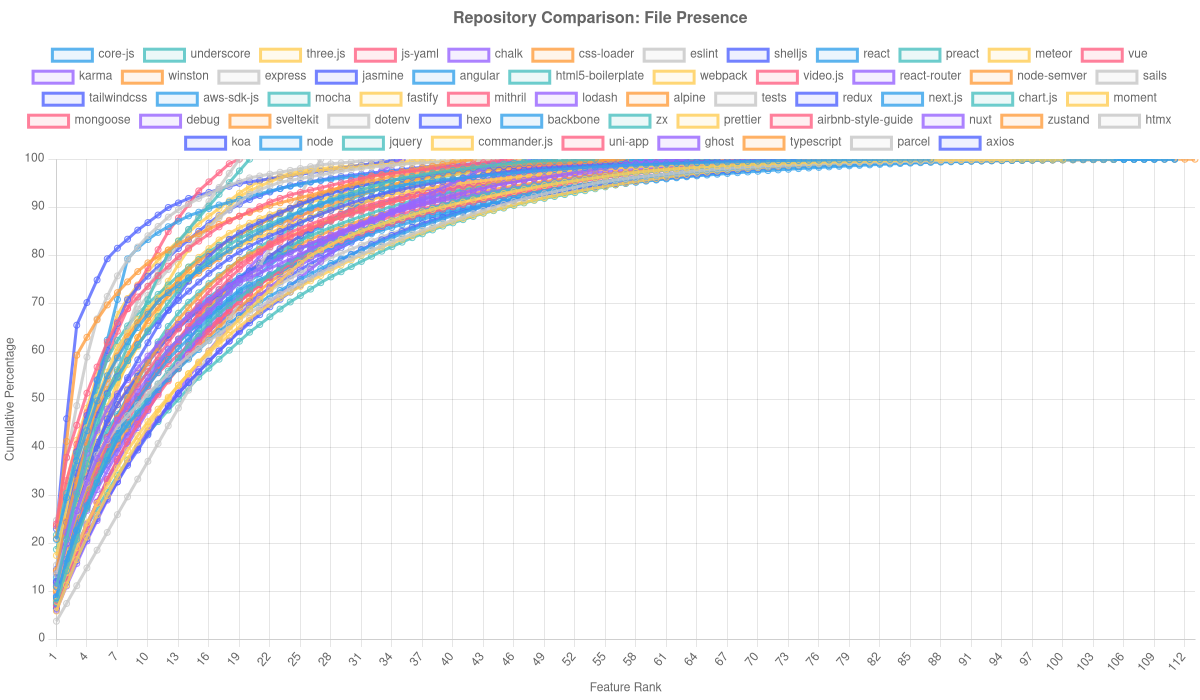 Repository Comparison: File Presence
core-js underscore three.js js-yaml chalk css-loader eslint shelljs react preact meteor vue
karma winston express jasmine angular html5-boilerplate webpack video.js react-router node-semver sails
tailwindcss aws-sdk-js mocha fastify mithril lodash alpine tests redux next.js chart.js moment
mongoose debug sveltekit dotenv hexo backbone zx prettier airbnb-style-guide nuxt zustand htmx
koa node jquery commander.js uni-app ghost typescript parcel axios
100
90
80
70
60
50
40
30
20
10
0
Cumulative Percentage
1 4 7 10 13 16 19 22 25 28 31 34 37 40 43 46 49 52 55 58 61 64 67 70 73 76 79 82 85 88 91 94 97 100 103 106 109 112
Feature Rank